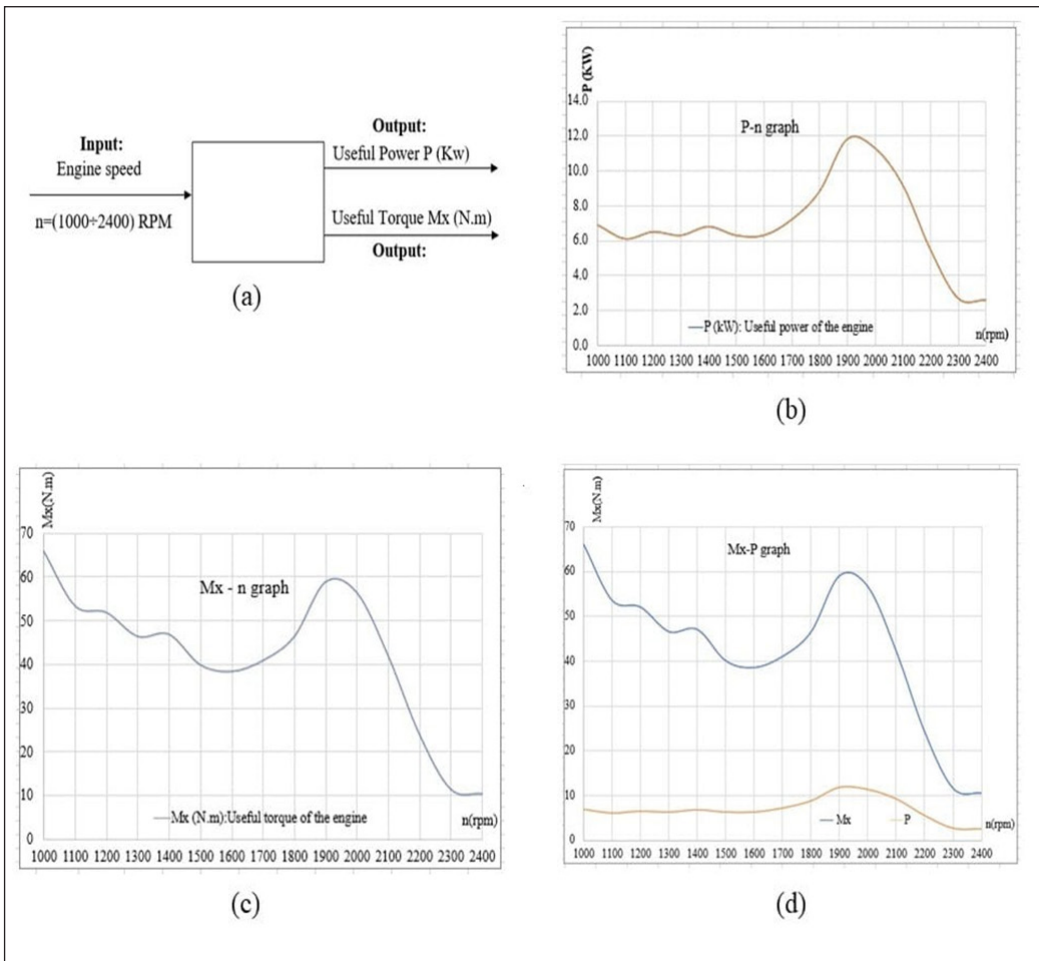 Input:
Engine speed
n=(1000÷2400) RPM
Output:
Useful Power P (Kw)
Useful Torque Mx (N.m)
Output:
(a)
P (KW)
14.0
12.0
10.0
8.0
6.0
4.0
2.0
0.0
P-n graph
P (kW): Useful power of the engine
n(rpm)
1000 1100 1200 1300 1400 1500 1600 1700 1800 1900 2000 2100 2200 2300 2400
(b)
Mx(N.m)
70
60
50
40
30
20
10
0
Mx - n graph
Mx (N.m):Useful torque of the engine
n(rpm)
1000 1100 1200 1300 1400 1500 1600 1700 1800 1900 2000 2100 2200 2300 2400
(c)
Mx(N.m)
70
60
50
40
30
20
10
0
Mx-P graph
Mx P
n(rpm)
1000 1100 1200 1300 1400 1500 1600 1700 1800 1900 2000 2100 2200 2300 2400
(d)